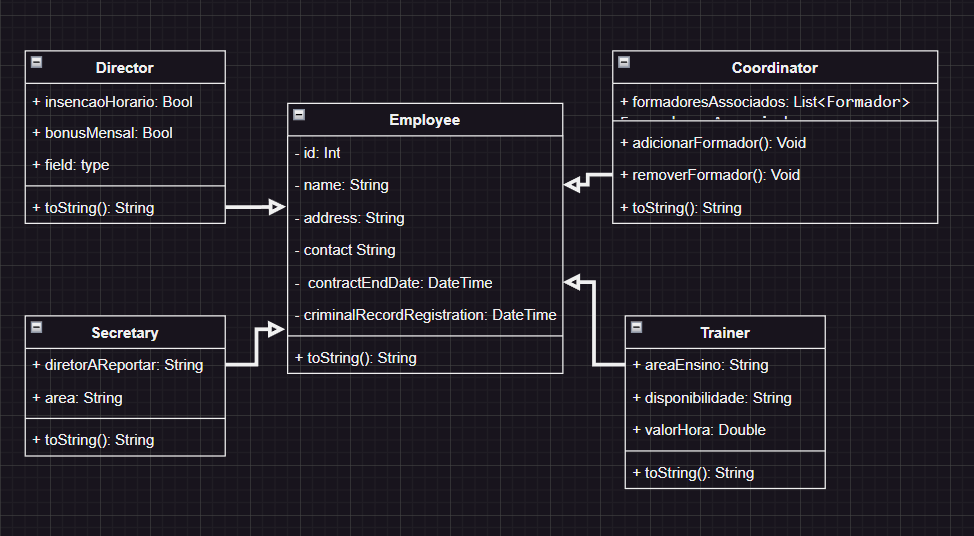 Director
+ insencaoHorario: Bool
+ bonusMensal: Bool
+ field: type
+ toString(): String
Employee
- id: Int
- name: String
- address: String
- contact String
- contractEndDate: DateTime
- criminalRecordRegistration: DateTime
+ toString(): String
Coordinator
+ formadoresAssociados: List<Formador>
+ adicionarFormador(): Void
+ removerFormador(): Void
+ toString(): String
Secretary
+ diretorAReportar: String
+ area: String
+ toString(): String
Trainer
+ areaEnsino: String
+ disponibilidade: String
+ valorHora: Double
+ toString(): String